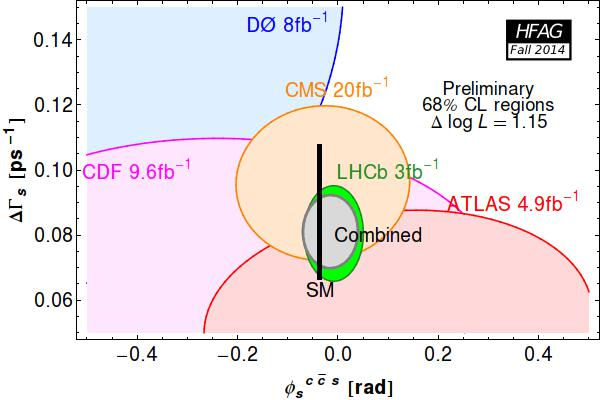 DØ 8fb⁻¹
HFAG
Fall 2014
CMS 20fb⁻¹
Preliminary
68% CL regions
Δ log L = 1.15
CDF 9.6fb⁻¹
LHCb 3fb⁻¹
ATLAS 4.9fb⁻¹
Combined
SM
0.14
0.12
0.10
0.08
0.06
ΔΓₛ [ps⁻¹]
−0.4 −0.2 0.0 0.2 0.4
ϕₛ c c̄ s [rad]